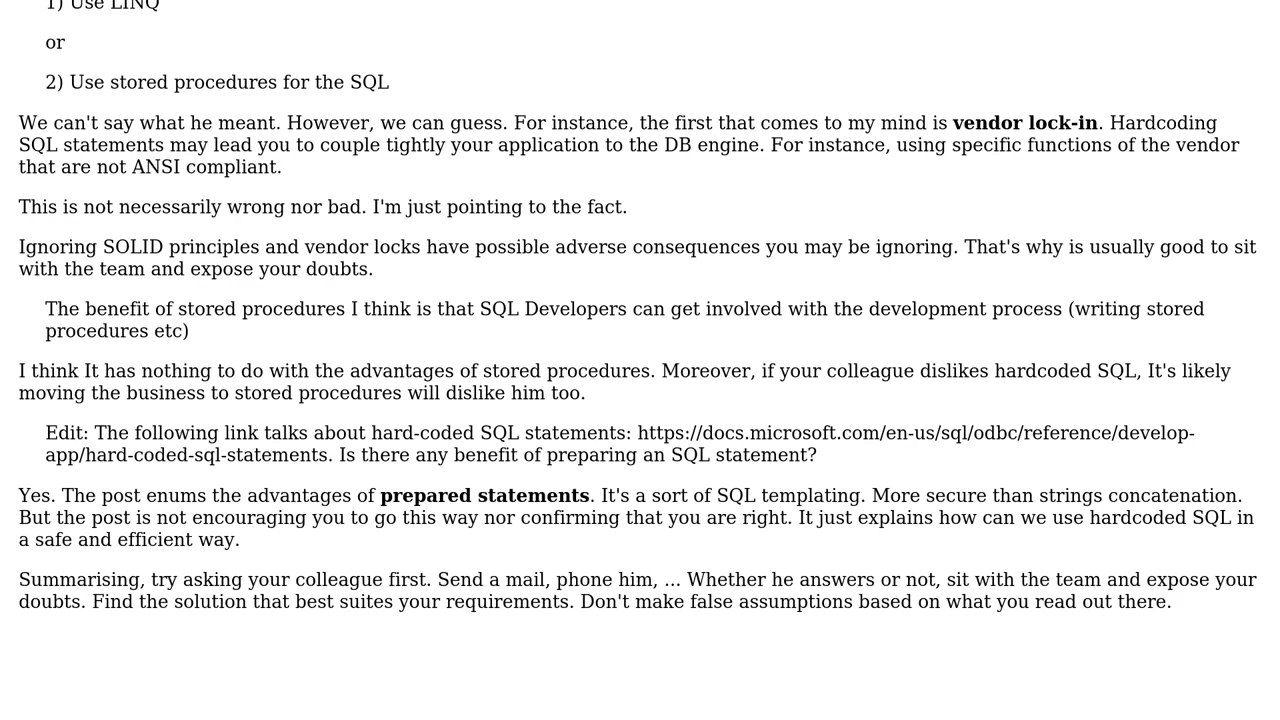 1) Use LINQ
or
2) Use stored procedures for the SQL
We can't say what he meant. However, we can guess. For instance, the first that comes to my mind is vendor lock-in. Hardcoding
SQL statements may lead you to couple tightly your application to the DB engine. For instance, using specific functions of the vendor
that are not ANSI compliant.
This is not necessarily wrong nor bad. I'm just pointing to the fact.
Ignoring SOLID principles and vendor locks have possible adverse consequences you may be ignoring. That's why is usually good to sit
with the team and expose your doubts.
The benefit of stored procedures I think is that SQL Developers can get involved with the development process (writing stored
procedures etc)
I think It has nothing to do with the advantages of stored procedures. Moreover, if your colleague dislikes hardcoded SQL, It's likely
moving the business to stored procedures will dislike him too.
Edit: The following link talks about hard-coded SQL statements: https://docs.microsoft.com/en-us/sql/odbc/reference/develop-
app/hard-coded-sql-statements. Is there any benefit of preparing an SQL statement?
Yes. The post enums the advantages of prepared statements. It's a sort of SQL templating. More secure than strings concatenation.
But the post is not encouraging you to go this way nor confirming that you are right. It just explains how can we use hardcoded SQL in
a safe and efficient way.
Summarising, try asking your colleague first. Send a mail, phone him, ... Whether he answers or not, sit with the team and expose your
doubts. Find the solution that best suites your requirements. Don't make false assumptions based on what you read out there.